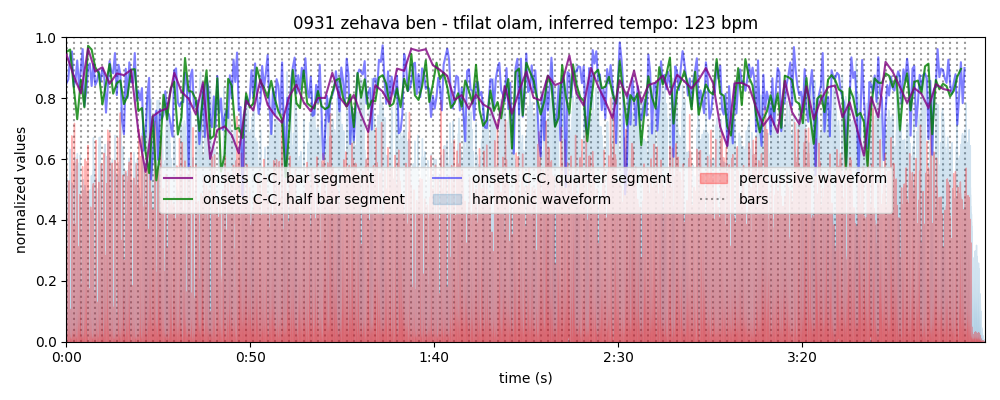 0931 zehava ben - tfilat olam, inferred tempo: 123 bpm
1.0
0.8
0.6
0.4
0.2
0.0
normalized values
onsets C-C, bar segment
onsets C-C, half bar segment
onsets C-C, quarter segment
harmonic waveform
percussive waveform
bars
0:00
0:50
1:40
2:30
3:20
time (s)